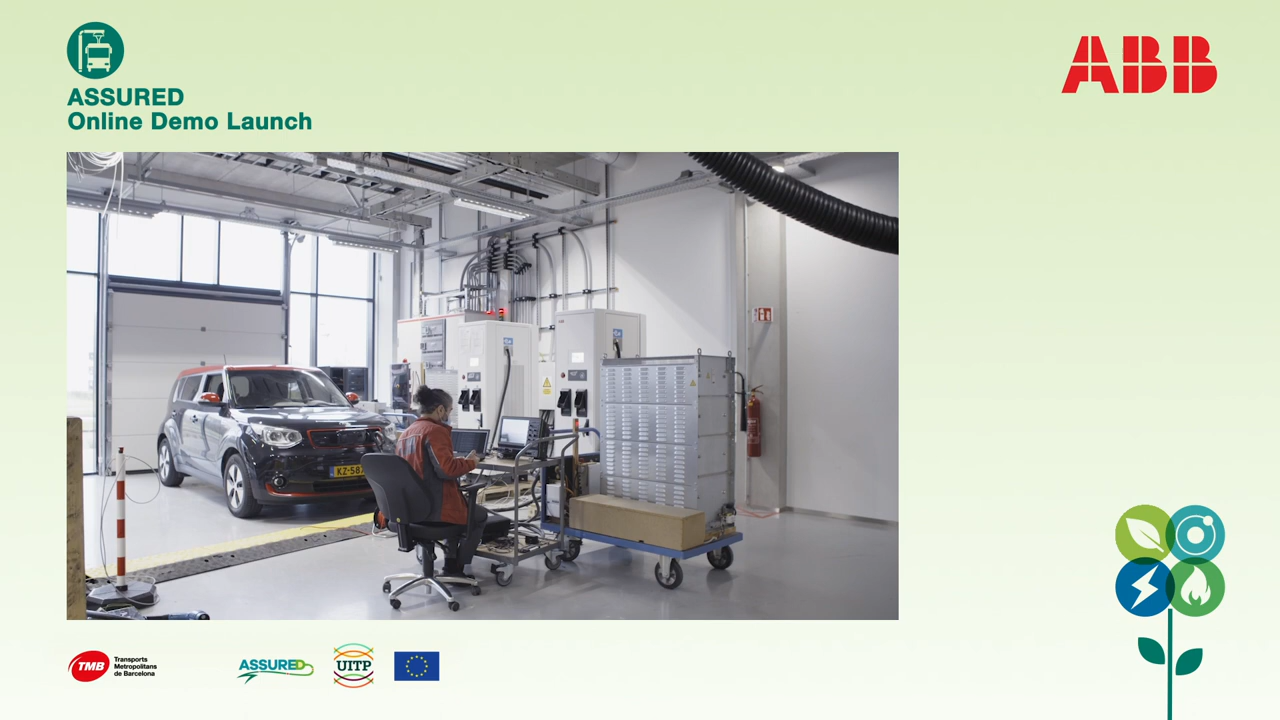 ABB
ASSURED
Online Demo Launch
KZ-58
TMB
Transports
Metropolitans
de Barcelona
ASSURED
UITP